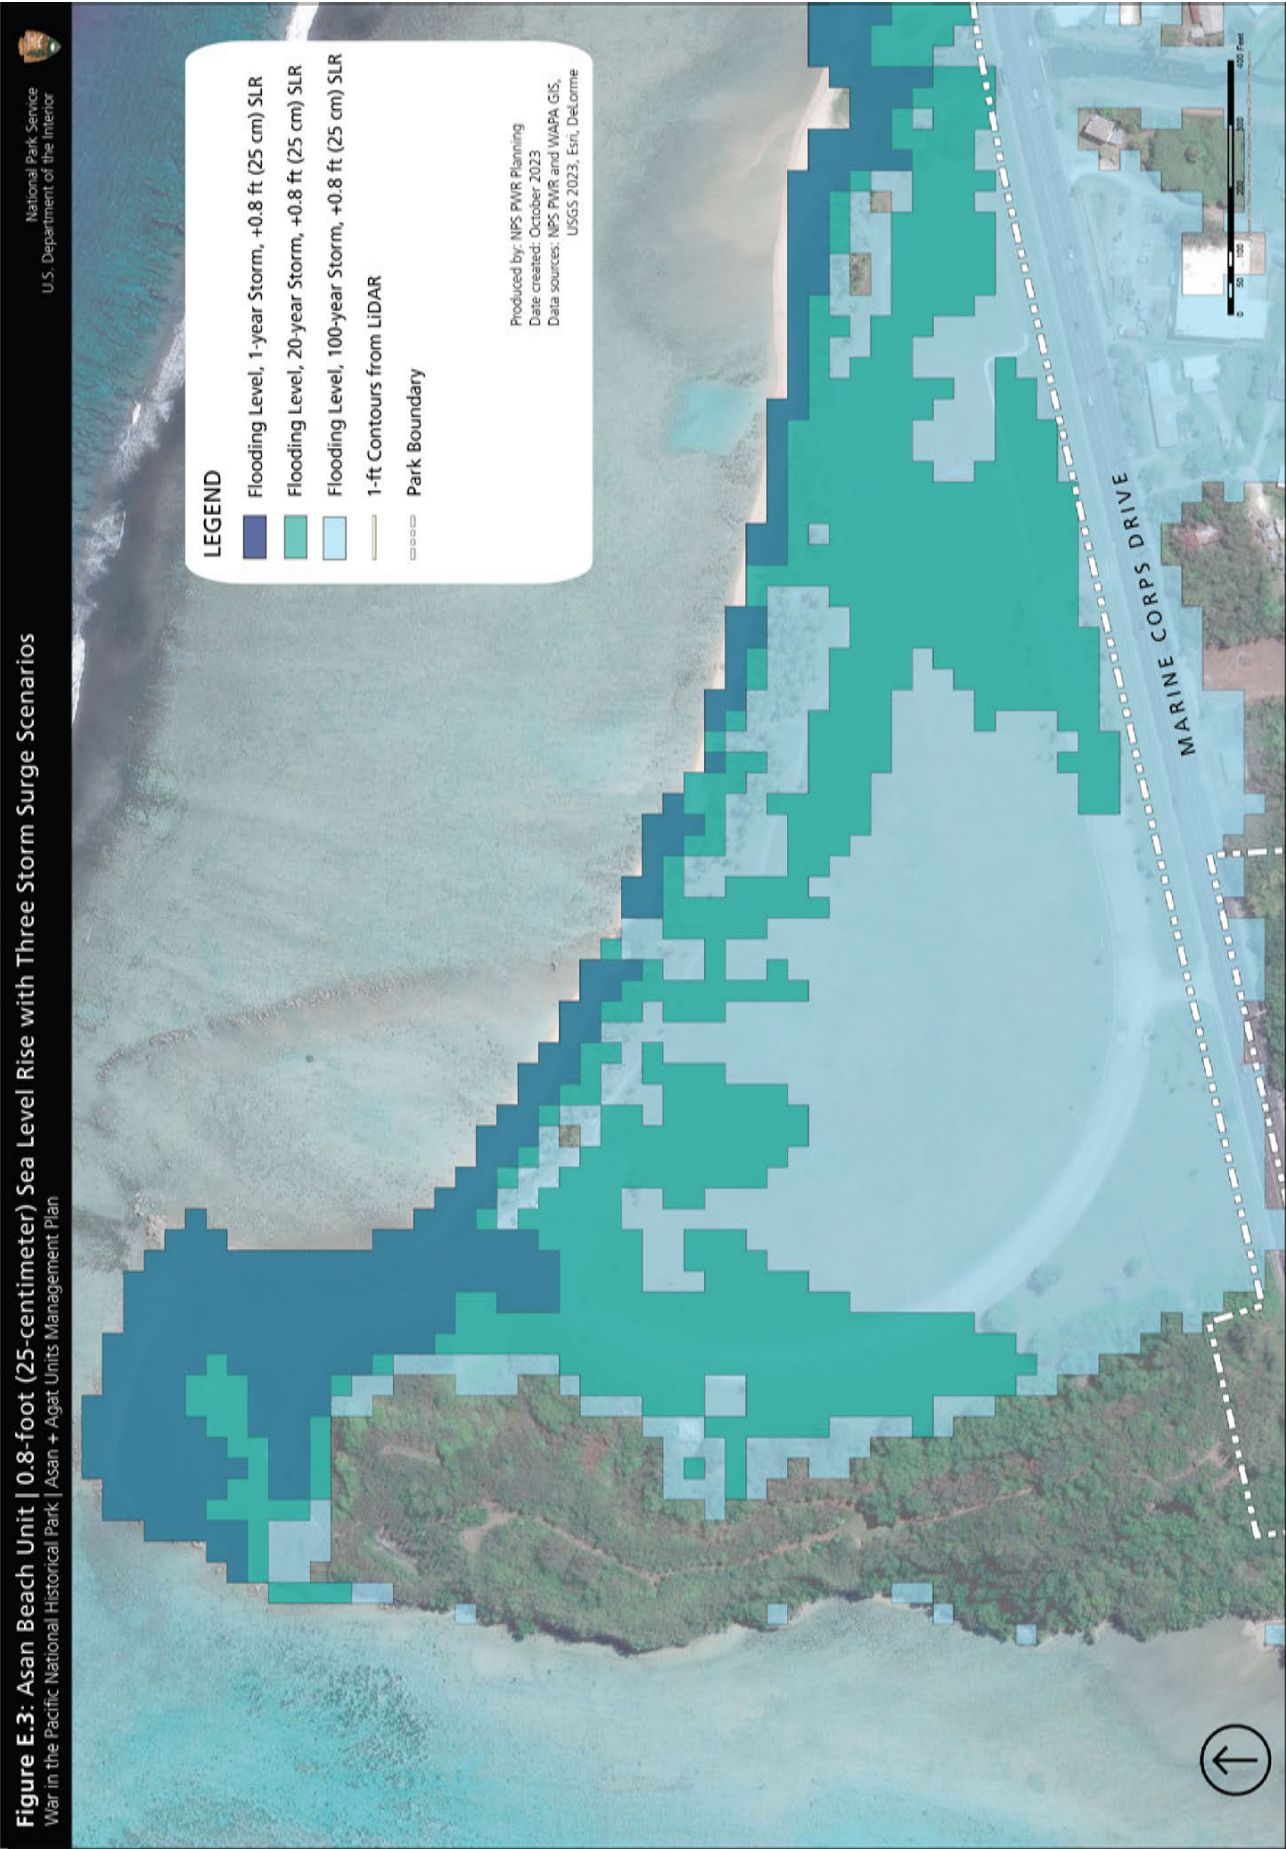 Figure E.3: Asan Beach Unit | 0.8-foot (25-centimeter) Sea Level Rise with Three Storm Surge Scenarios
War in the Pacific National Historical Park | Asan + Agat Units Management Plan
National Park Service
U.S. Department of the Interior
LEGEND
Flooding Level, 1-year Storm, +0.8 ft (25 cm) SLR
Flooding Level, 20-year Storm, +0.8 ft (25 cm) SLR
Flooding Level, 100-year Storm, +0.8 ft (25 cm) SLR
1-ft Contours from LiDAR
Park Boundary
Produced by: NPS PWR Planning
Date created: October 2023
Data sources: NPS PWR and WAPA GIS,
USGS 2023, Esri, DeLorme
MARINE CORPS DRIVE
0 50 100 200 300 400 Feet